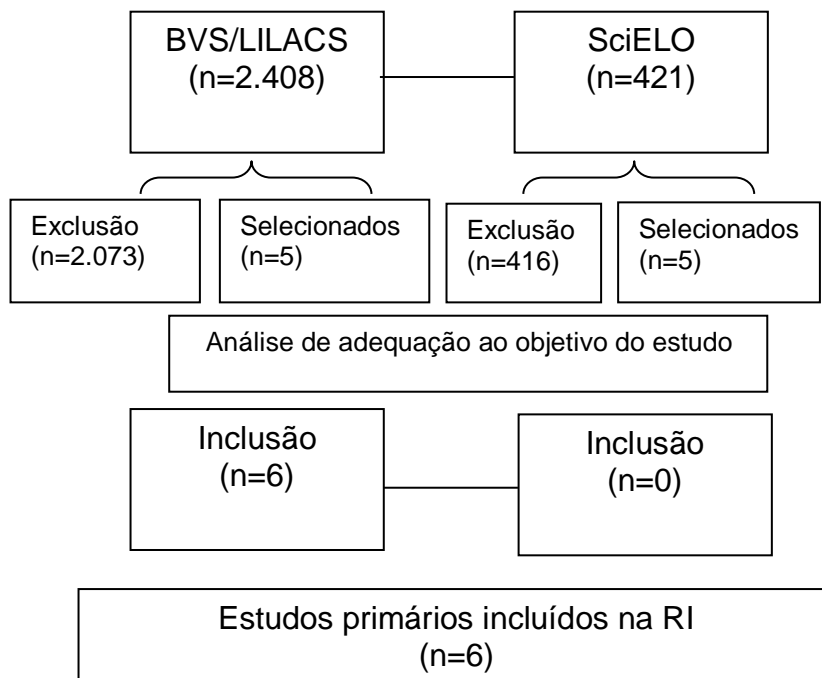 BVS/LILACS
(n=2.408)
SciELO
(n=421)
Exclusão
(n=2.073)
Selecionados
(n=5)
Exclusão
(n=416)
Selecionados
(n=5)
Análise de adequação ao objetivo do estudo
Inclusão
(n=6)
Inclusão
(n=0)
Estudos primários incluídos na RI
(n=6)